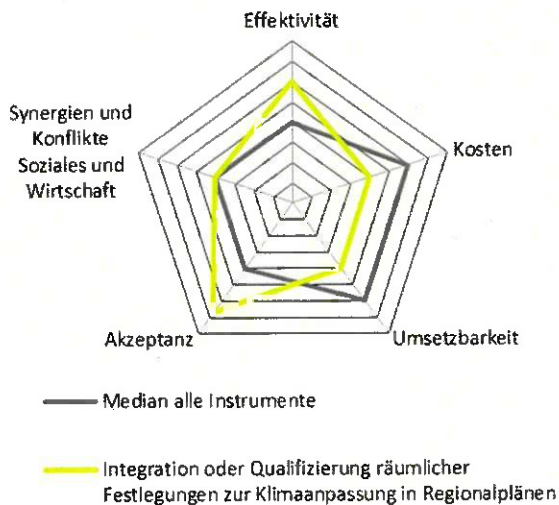 Effektivität
Synergien und
Konflikte
Soziales und
Wirtschaft
Kosten
Akzeptanz
Umsetzbarkeit
Median alle Instrumente
Integration oder Qualifizierung räumlicher
Festlegungen zur Klimaanpassung in Regionalplänen